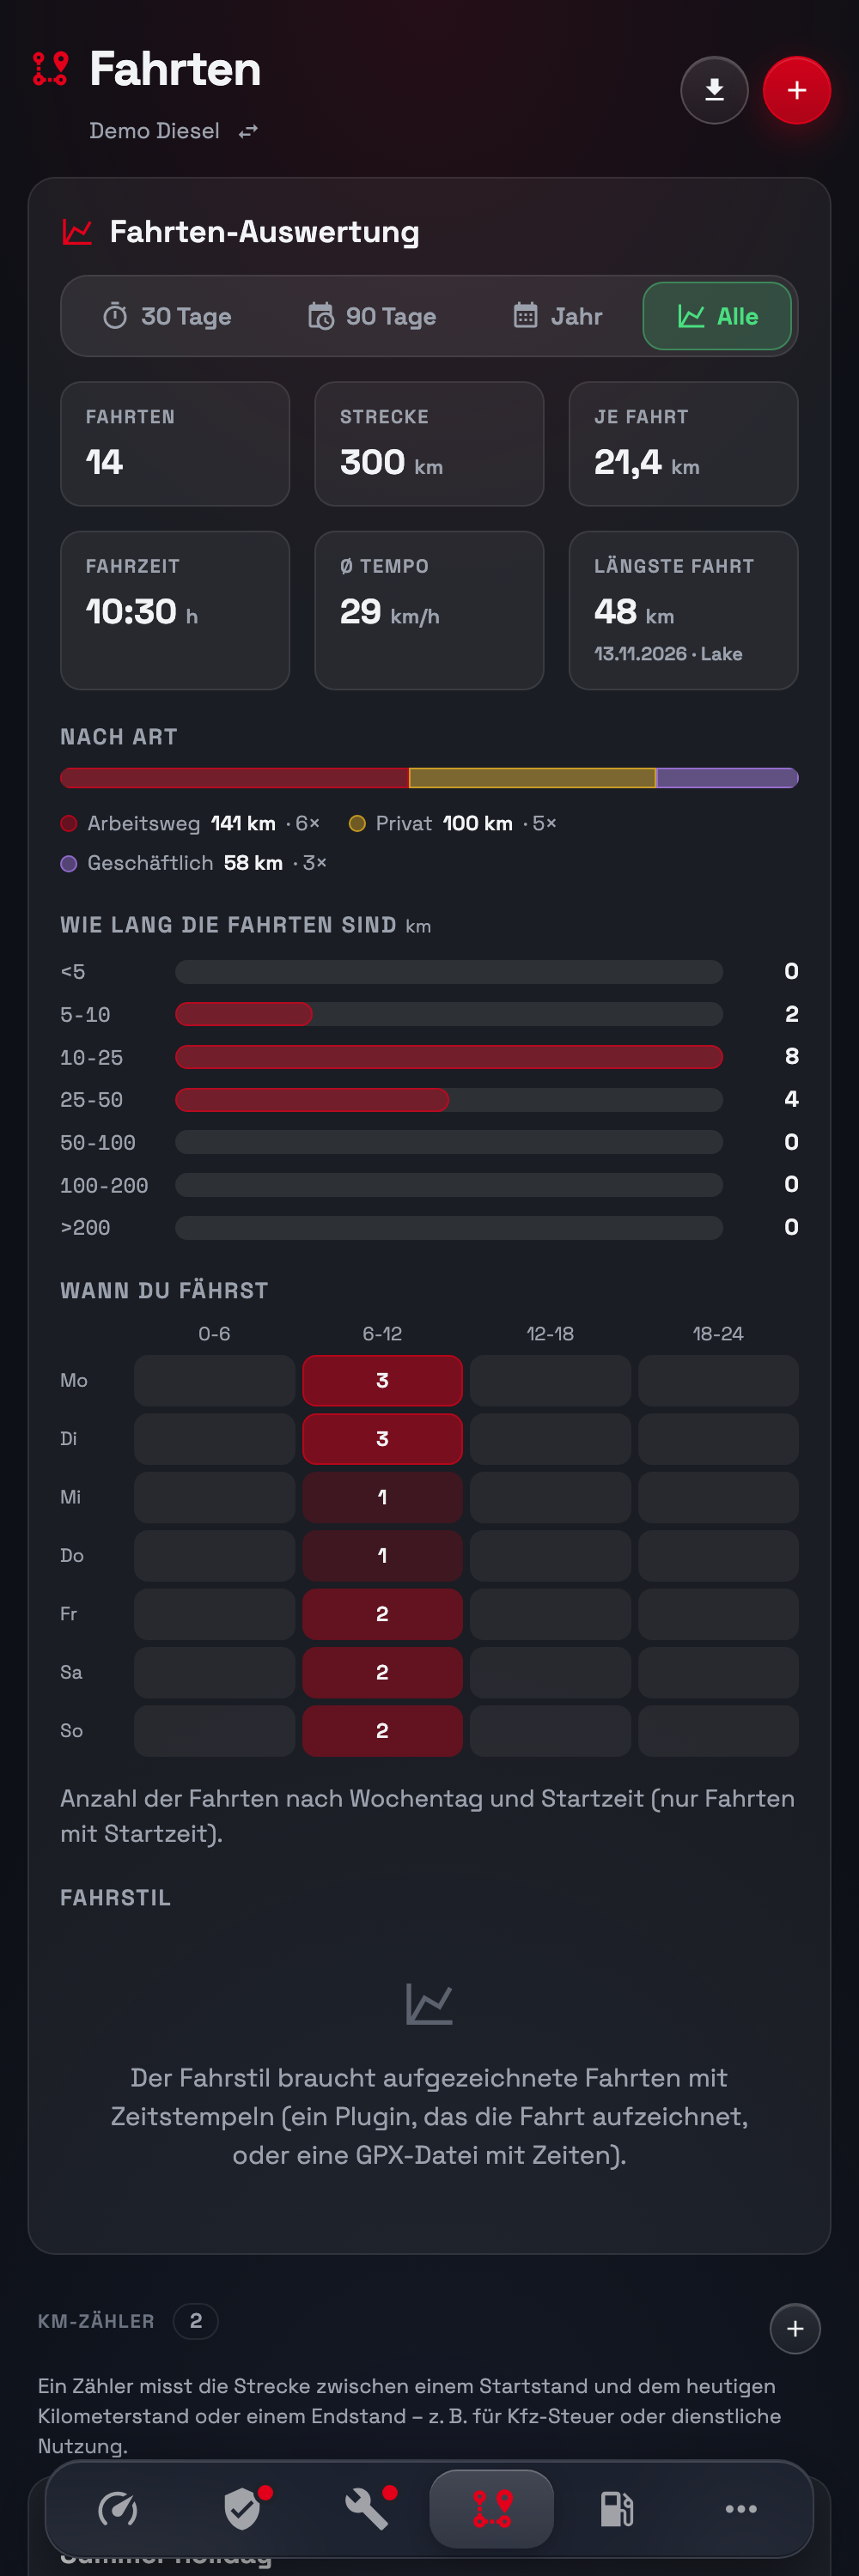 Fahrten
Demo Diesel
Fahrten-Auswertung
30 Tage
90 Tage
Jahr
Alle
FAHRTEN
14
STRECKE
300 km
JE FAHRT
21,4 km
FAHRZEIT
10:30 h
Ø TEMPO
29 km/h
LÄNGSTE FAHRT
48 km
13.11.2026 · Lake
NACH ART
Arbeitsweg 141 km · 6× Privat 100 km · 5×
Geschäftlich 58 km · 3×
WIE LANG DIE FAHRTEN SIND km
<5 0
5-10 2
10-25 8
25-50 4
50-100 0
100-200 0
>200 0
WANN DU FÄHRST
0-6 6-12 12-18 18-24
Mo 3
Di 3
Mi 1
Do 1
Fr 2
Sa 2
So 2
Anzahl der Fahrten nach Wochentag und Startzeit (nur Fahrten
mit Startzeit).
FAHRSTIL
Der Fahrstil braucht aufgezeichnete Fahrten mit
Zeitstempeln (ein Plugin, das die Fahrt aufzeichnet,
oder eine GPX-Datei mit Zeiten).
KM-ZÄHLER 2
Ein Zähler misst die Strecke zwischen einem Startstand und dem heutigen
Kilometerstand oder einem Endstand – z. B. für Kfz-Steuer oder dienstliche
Nutzung.
Summer holiday